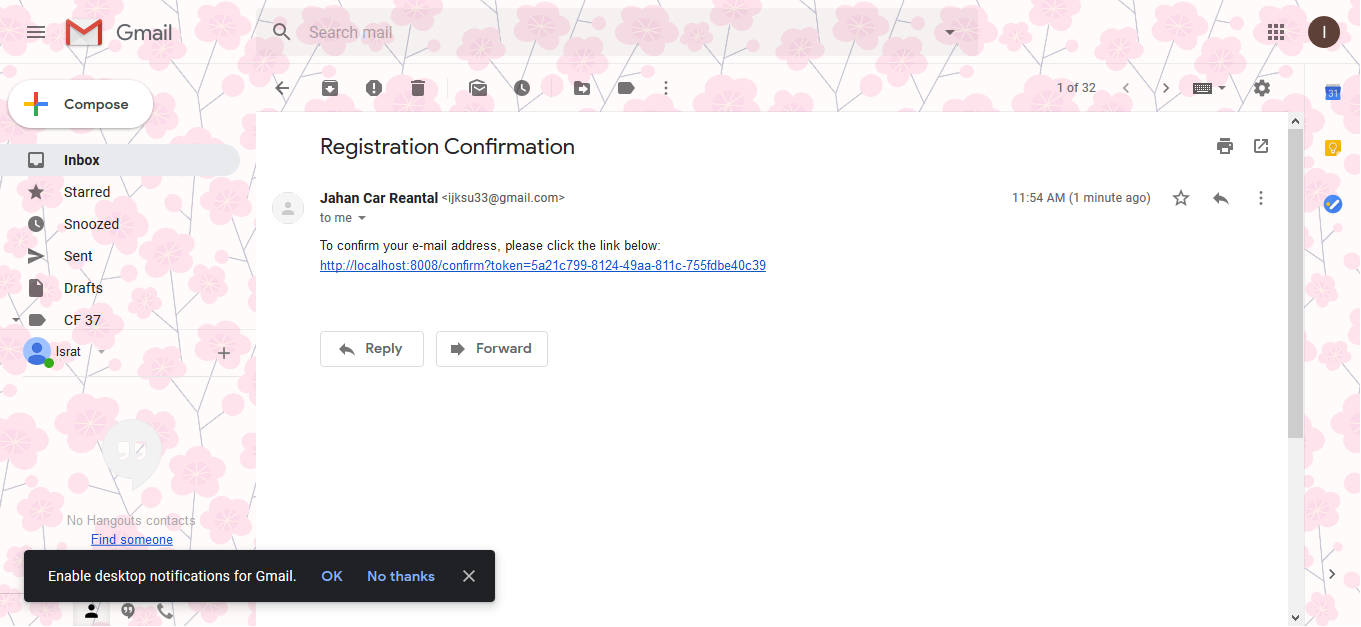 Gmail
Search mail
1 of 32
31
Compose
Inbox
Starred
Snoozed
Sent
Drafts
CF 37
Israt
No Hangouts contacts
Find someone
Registration Confirmation
Jahan Car Reantal <ijksu33@gmail.com>
11:54 AM (1 minute ago)
to me
To confirm your e-mail address, please click the link below:
http://localhost:8008/confirm?token=5a21c799-8124-49aa-811c-755fdbe40c39
Reply
Forward
Enable desktop notifications for Gmail.
OK
No thanks
I